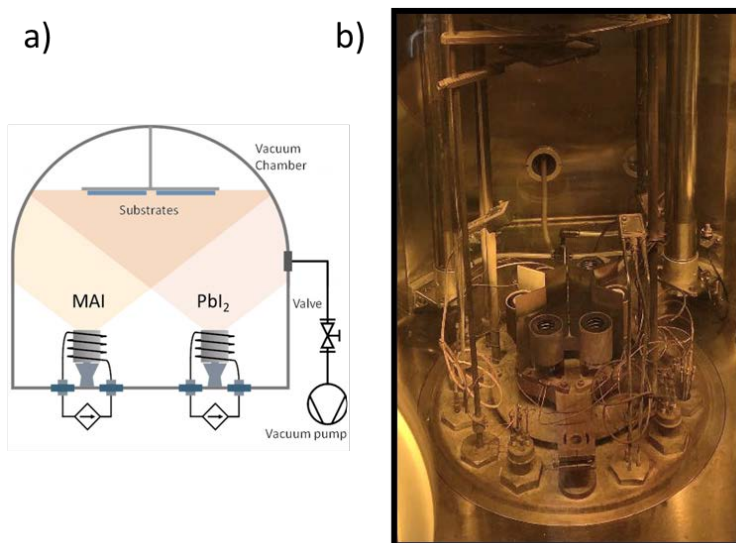 a)
b)
Vacuum
Chamber
Substrates
MAI
PbI₂
Valve
Vacuum pump